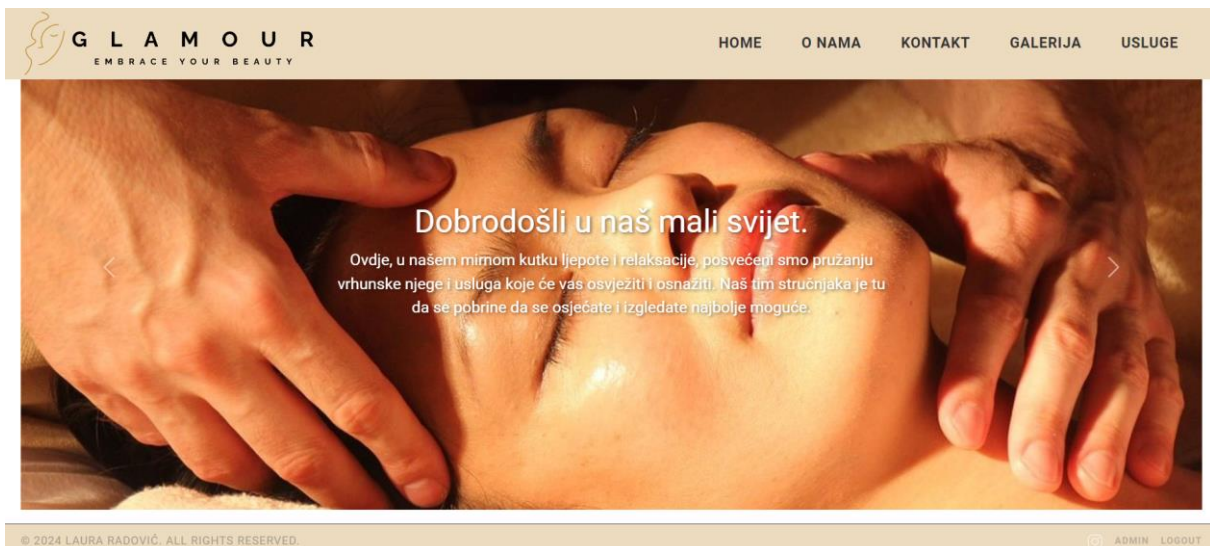 GLAMOUR
EMBRACE YOUR BEAUTY
HOME O NAMA KONTAKT GALERIJA USLUGE
Dobrodošli u naš mali svijet.
Ovdje, u našem mirnom kutku ljepote i relaksacije, posvećeni smo pružanju
vrhunske njege i usluga koje će vas osvježiti i osnažiti. Naš tim stručnjaka je tu
da se pobrine da se osjećate i izgledate najbolje moguće.
© 2024 LAURA RADOVIĆ. ALL RIGHTS RESERVED.
ADMIN LOGOUT